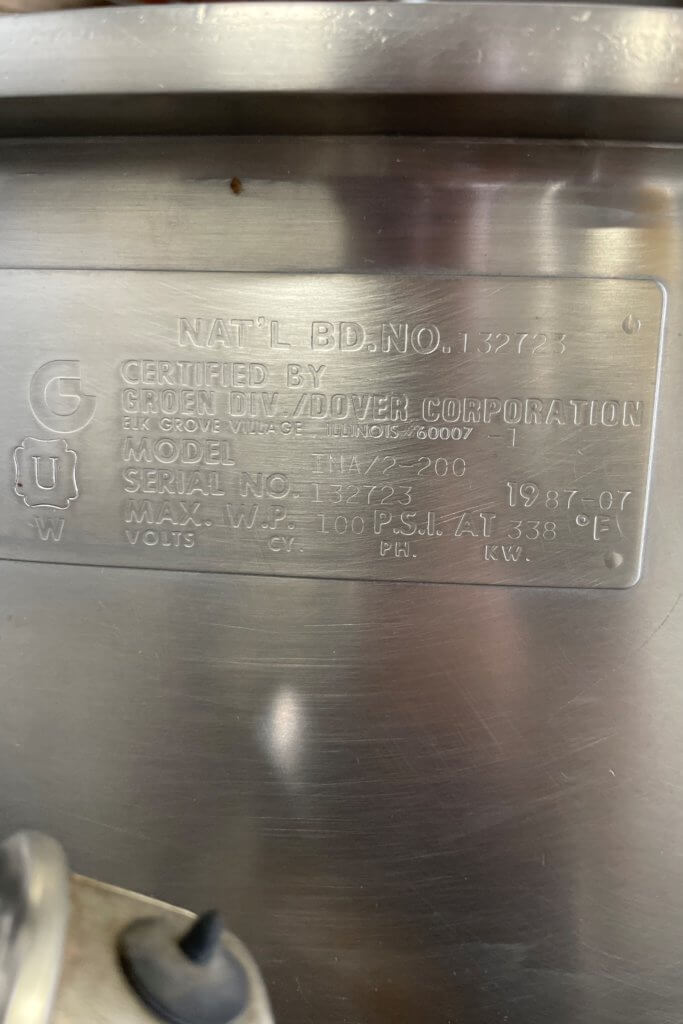 NAT'L BD.NO. 132723
G
CERTIFIED BY
GROEN DIV./DOVER CORPORATION
ELK GROVE VILLAGE, ILLINOIS 60007 -1
U
W
MODEL INA/2-200
SERIAL NO. 132723 1987-07
MAX. W.P. 100 P.S.I. AT 338 °F
VOLTS CY. PH. KW.